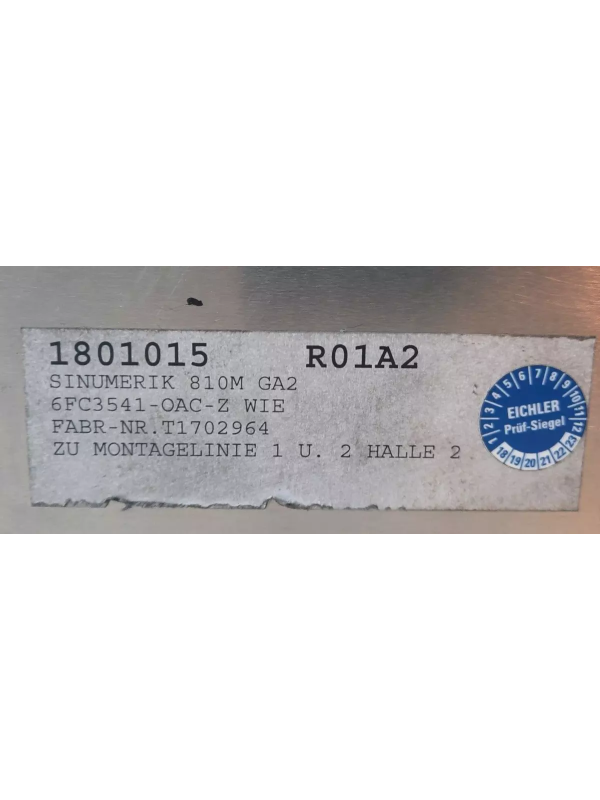 1801015 R01A2
SINUMERIK 810M GA2
6FC3541-OAC-Z WIE
FABR-NR.T1702964
ZU MONTAGELINIE 1 U. 2 HALLE 2
1 2 3 4 5 6 7 8 9 10 11 12
EICHLER
Prüf-Siegel
18 19 20 21 22 23